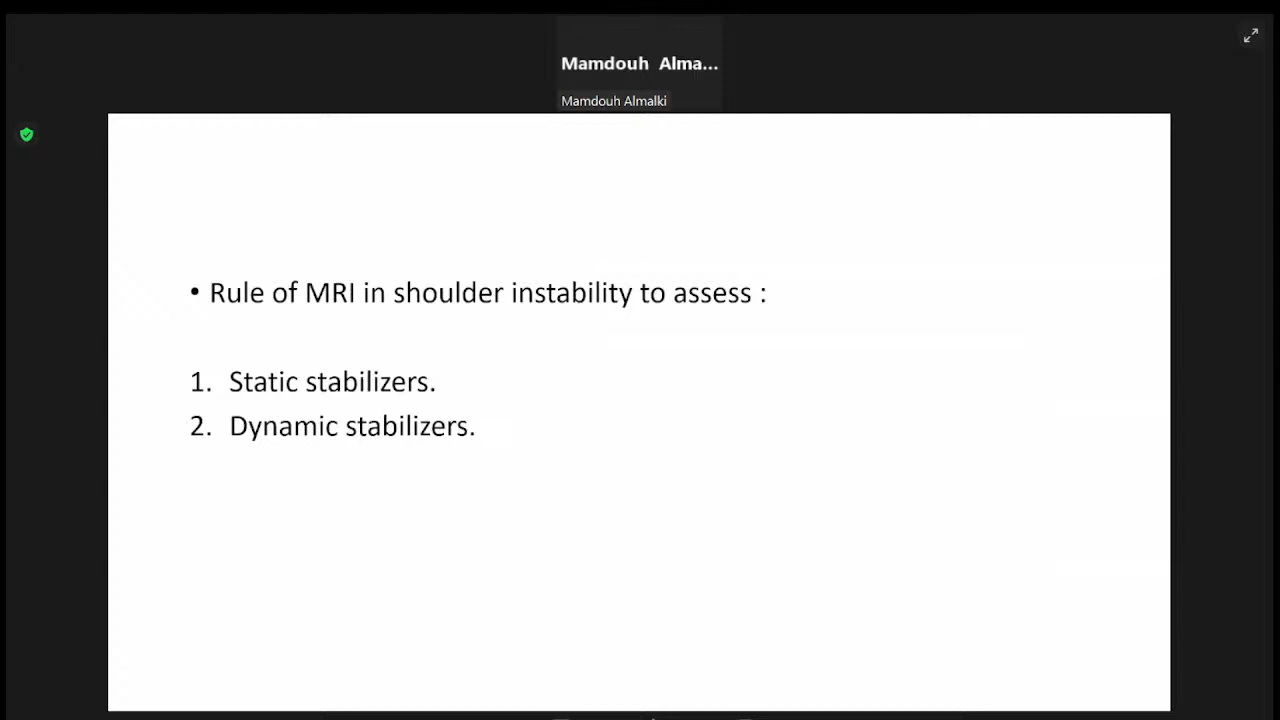 Mamdouh Alma...
Mamdouh Almalki
• Rule of MRI in shoulder instability to assess :
1. Static stabilizers.
2. Dynamic stabilizers.